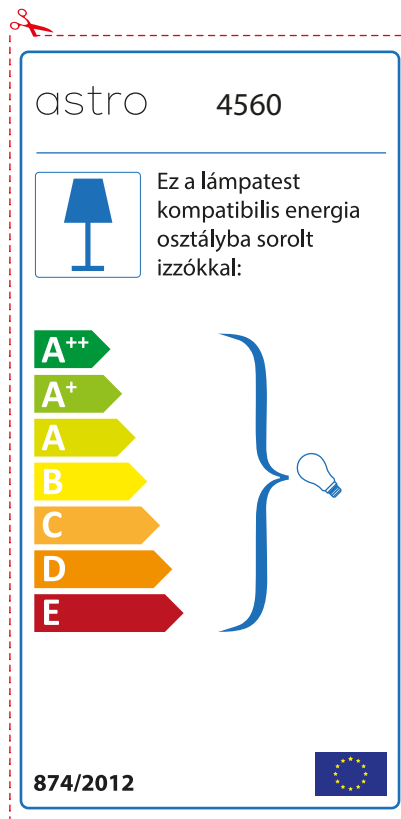 astro 4560
Ez a lámpatest
kompatibilis energia
osztályba sorolt
izzókkal:
A++
A+
A
B
C
D
E
874/2012